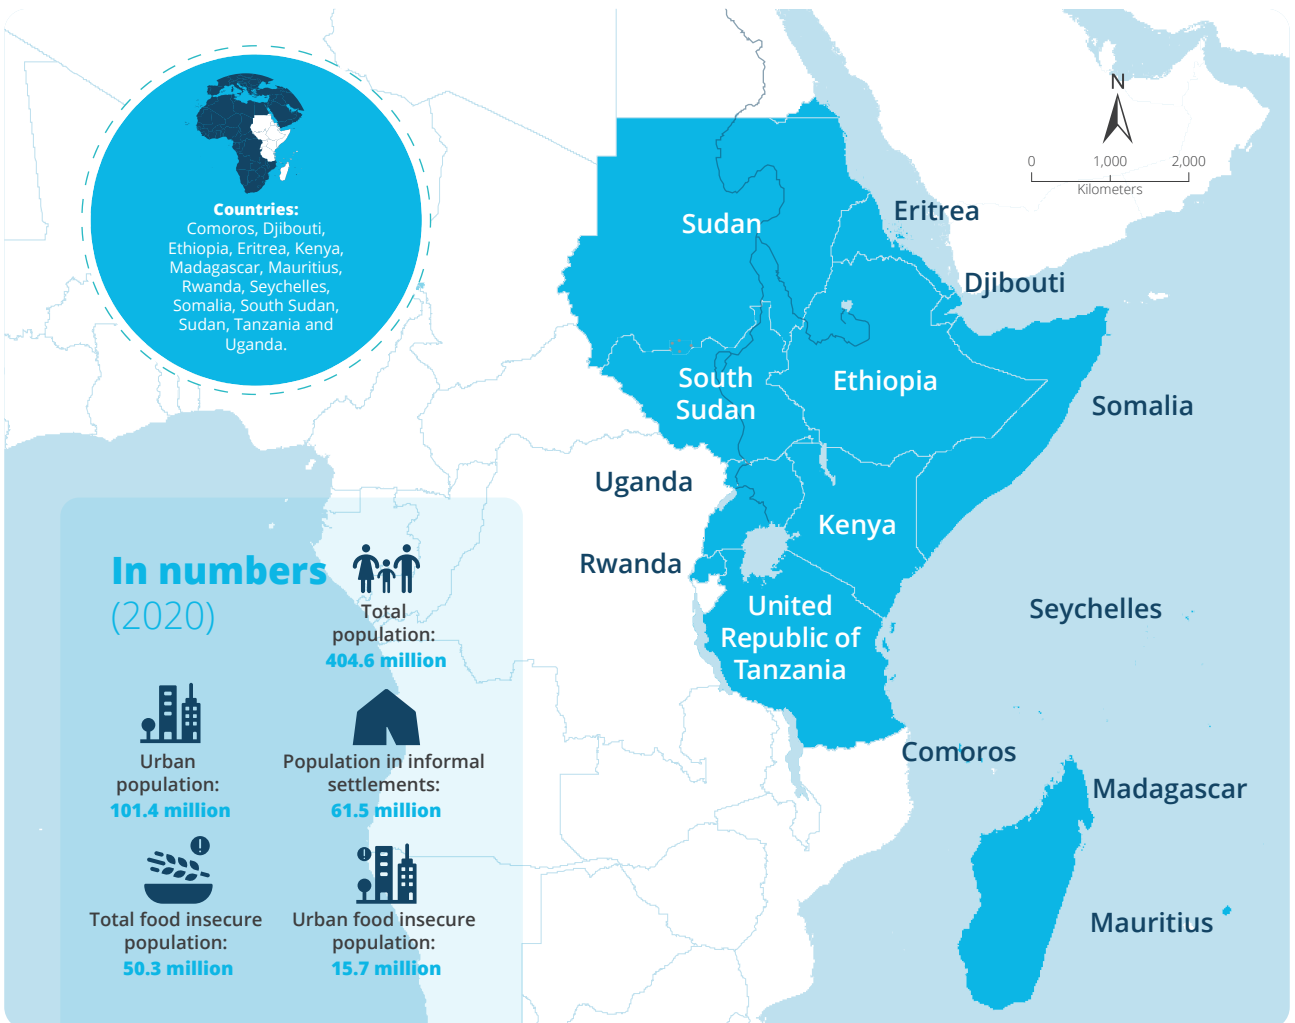 Countries:
Comoros, Djibouti,
Ethiopia, Eritrea, Kenya,
Madagascar, Mauritius,
Rwanda, Seychelles,
Somalia, South Sudan,
Sudan, Tanzania and
Uganda.
N
0 1,000 2,000
Kilometers
Sudan
Eritrea
Djibouti
South
Sudan
Ethiopia
Somalia
Uganda
Kenya
Rwanda
United
Republic of
Tanzania
Seychelles
Comoros
Madagascar
Mauritius
In numbers
(2020)
Total
population:
404.6 million
Urban
population:
101.4 million
Population in informal
settlements:
61.5 million
Total food insecure
population:
50.3 million
Urban food insecure
population:
15.7 million